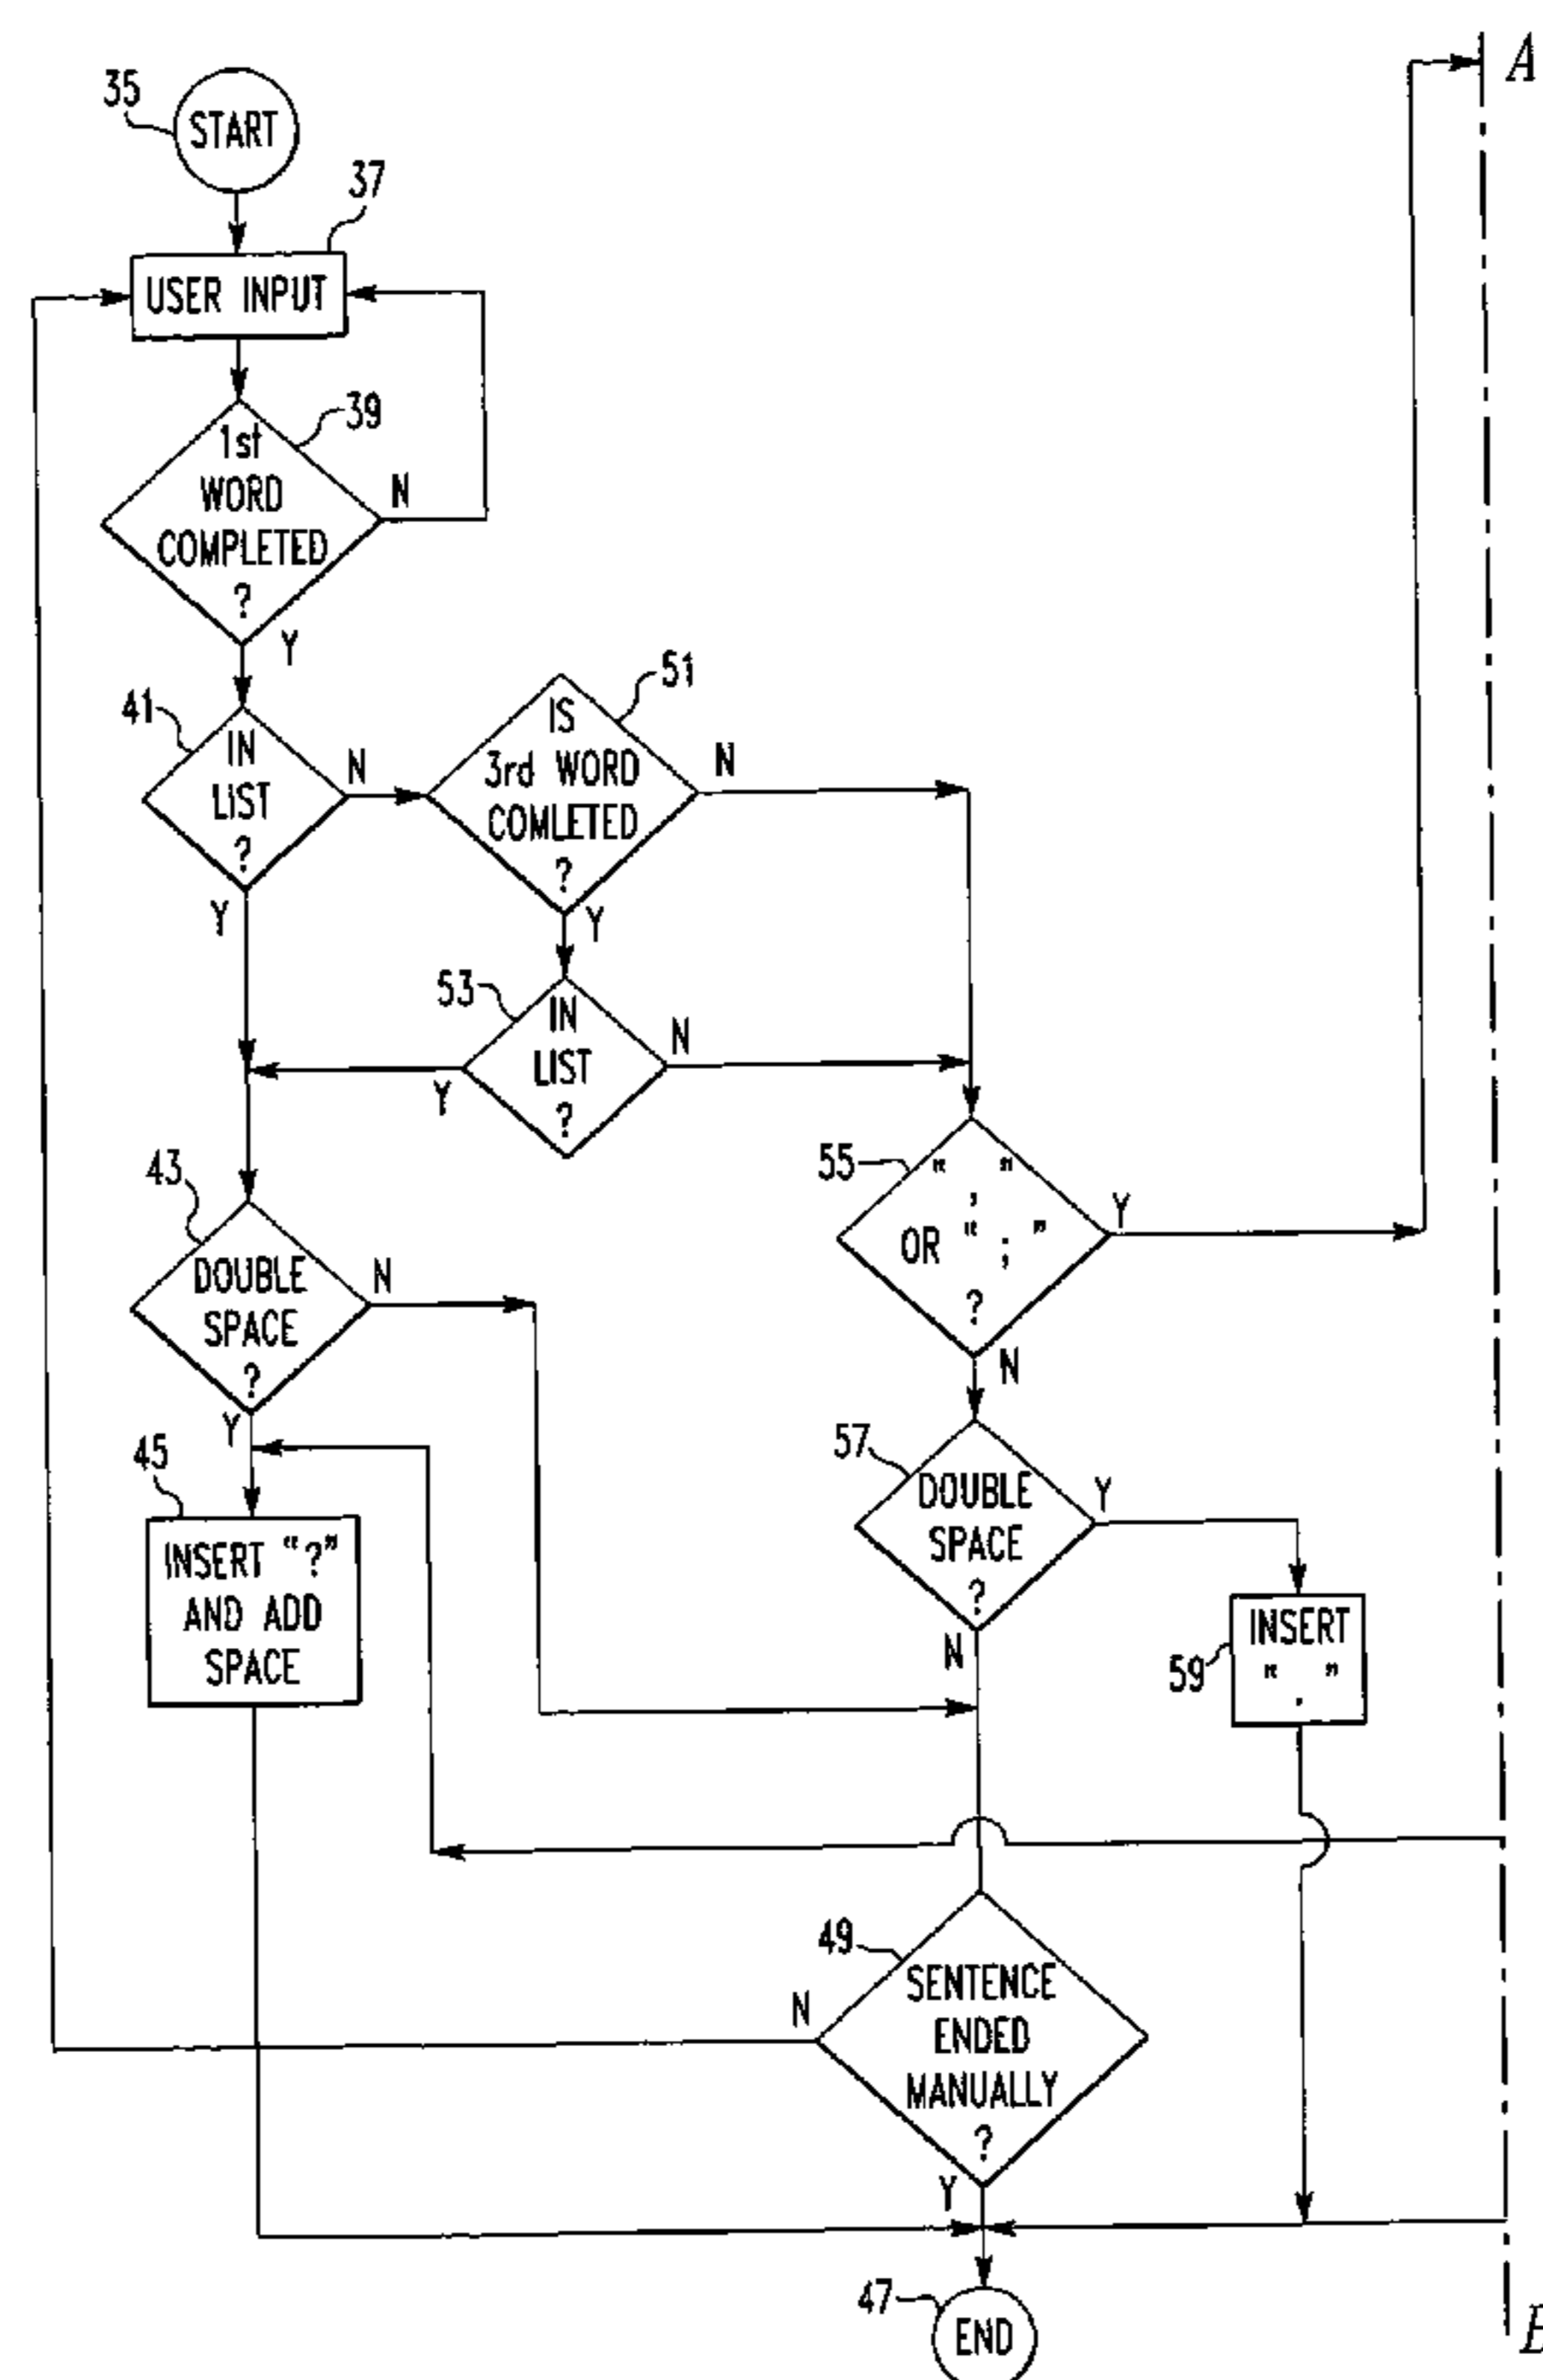 A
35
START
37
USER INPUT
39
1st
WORD
COMPLETED
?
N
Y
41
IN
LIST
?
N
Y
51
IS
3rd WORD
COMLETED
?
N
Y
53
IN
LIST
?
N
Y
55
" , "
OR " ; "
?
Y
N
43
DOUBLE
SPACE
?
N
Y
57
DOUBLE
SPACE
?
Y
N
45
INSERT "?"
AND ADD
SPACE
59
INSERT
" . "
49
SENTENCE
ENDED
MANUALLY
?
N
Y
47
END